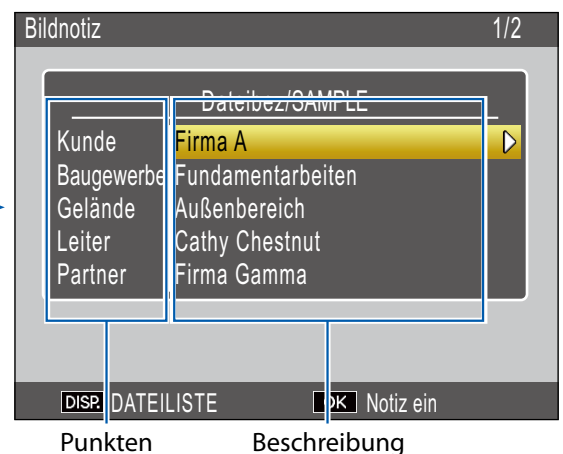 Bildnotiz 1/2
Dateibez/SAMPLE
Kunde Firma A
Baugewerbe Fundamentarbeiten
Gelände Außenbereich
Leiter Cathy Chestnut
Partner Firma Gamma
DISP. DATEILISTE OK Notiz ein
Punkten Beschreibung